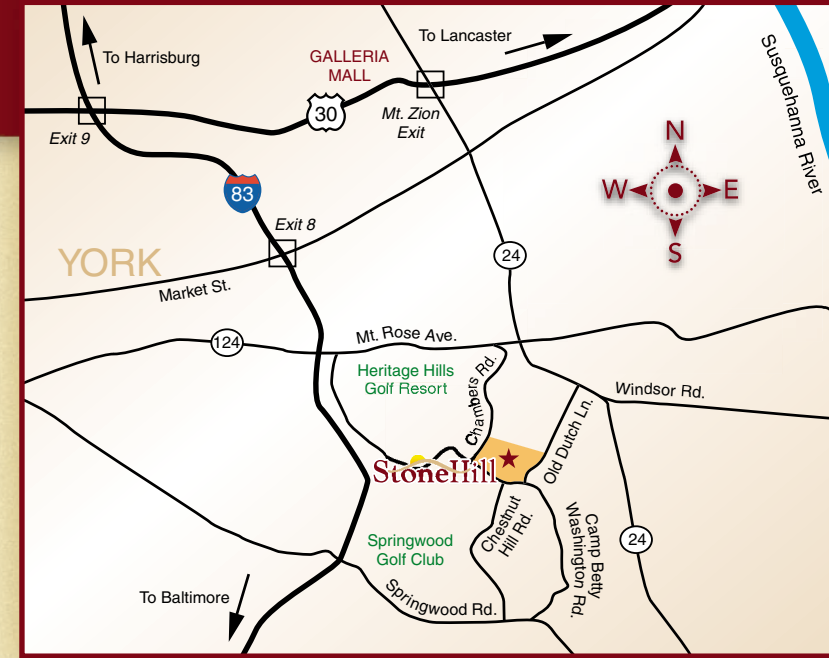 To Harrisburg
To Lancaster
GALLERIA
MALL
30
Mt. Zion
Exit
Exit 9
Susquehanna River
N
W
E
S
83
Exit 8
YORK
Market St.
24
124
Mt. Rose Ave.
Heritage Hills
Golf Resort
Chambers Rd.
Windsor Rd.
Old Dutch Ln.
StoneHill
Chestnut
Hill Rd.
Camp Betty
Washington Rd.
24
Springwood
Golf Club
To Baltimore
Springwood Rd.